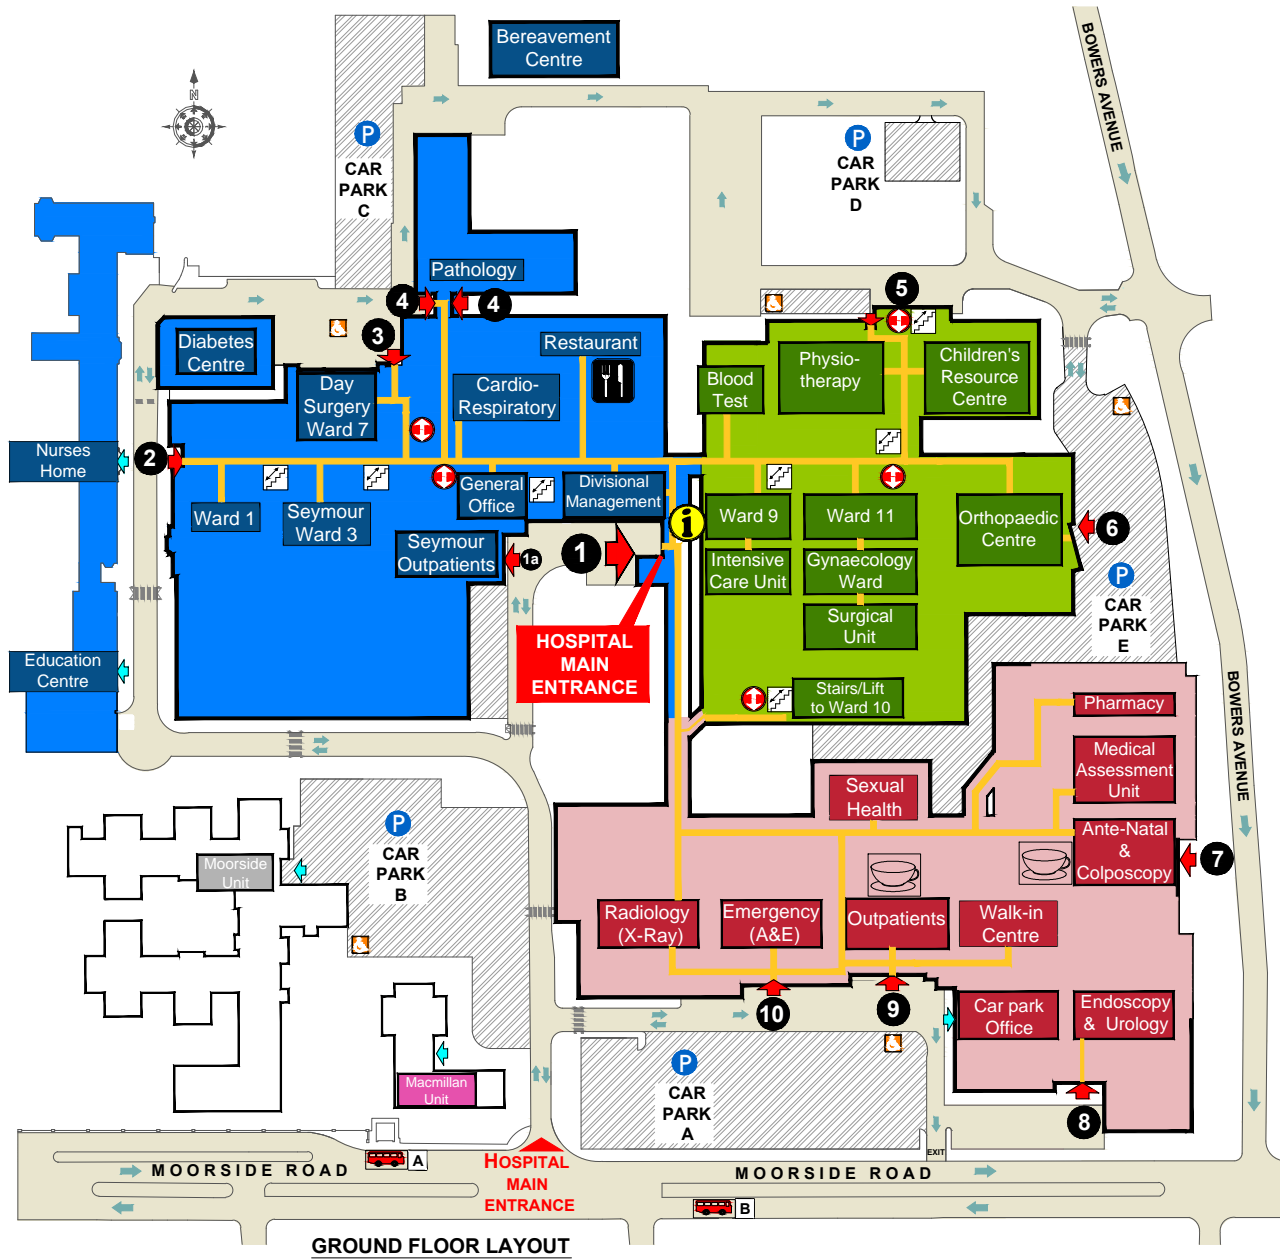 Bereavement
Centre
BOWERS AVENUE
N
P
CAR
PARK
C
P
CAR
PARK
D
Pathology
4
4
5
3
Diabetes
Centre
Restaurant
Day
Surgery
Ward 7
Cardio-
Respiratory
Blood
Test
Physio-
therapy
Children's
Resource
Centre
Nurses
Home
2
Ward 1
Seymour
Ward 3
General
Office
Divisional
Management
i
Ward 9
Ward 11
Orthopaedic
Centre
6
Seymour
Outpatients
1a
1
Intensive
Care Unit
Gynaecology
Ward
Surgical
Unit
P
CAR
PARK
E
HOSPITAL
MAIN
ENTRANCE
Education
Centre
Stairs/Lift
to Ward 10
Pharmacy
BOWERS AVENUE
Medical
Assessment
Unit
Sexual
Health
P
CAR
PARK
B
Moorside
Unit
Ante-Natal
&
Colposcopy
7
Radiology
(X-Ray)
Emergency
(A&E)
Outpatients
Walk-in
Centre
10
9
Car park
Office
Endoscopy
& Urology
P
CAR
PARK
A
Macmillan
Unit
8
EXIT
A
MOORSIDE ROAD
HOSPITAL
MAIN
ENTRANCE
MOORSIDE ROAD
B
GROUND FLOOR LAYOUT